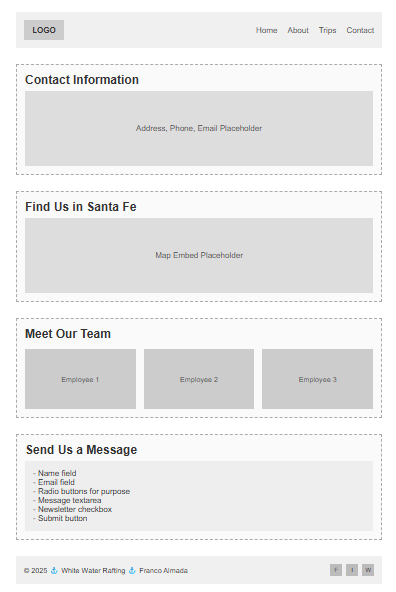 LOGO
Home About Trips Contact
Contact Information
Address, Phone, Email Placeholder
Find Us in Santa Fe
Map Embed Placeholder
Meet Our Team
Employee 1 Employee 2 Employee 3
Send Us a Message
- Name field
- Email field
- Radio buttons for purpose
- Message textarea
- Newsletter checkbox
- Submit button
© 2025 ⚓ White Water Rafting ⚓ Franco Almada
F I W